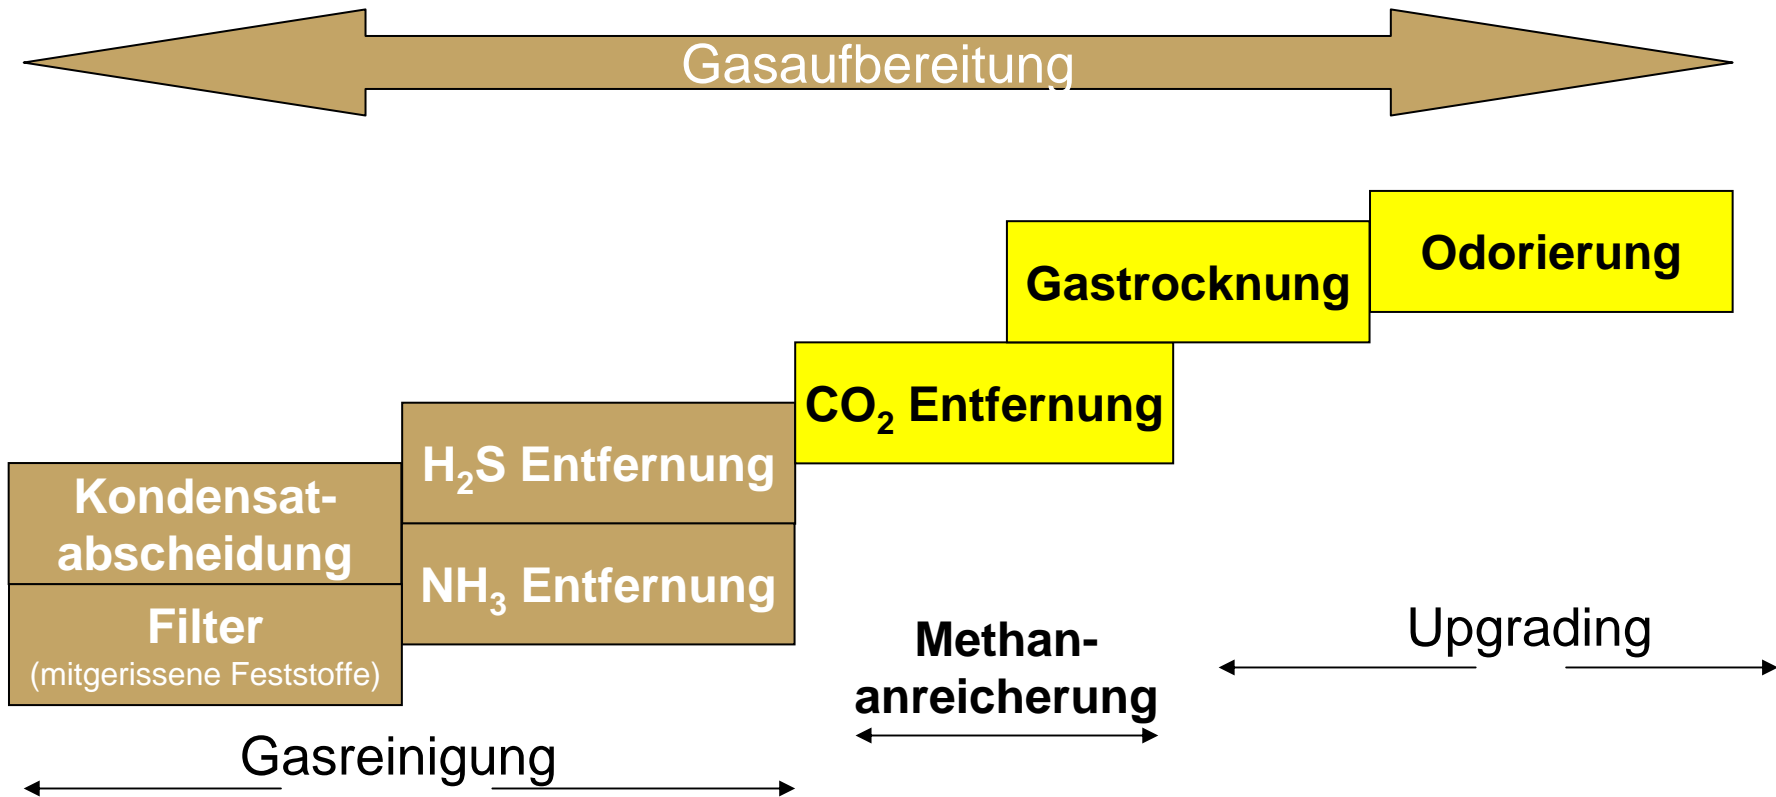 Gasaufbereitung
Odorierung
Gastrocknung
CO₂ Entfernung
H₂S Entfernung
Kondensat-
abscheidung
NH₃ Entfernung
Filter
(mitgerissene Feststoffe)
Methan-
anreicherung
Upgrading
Gasreinigung